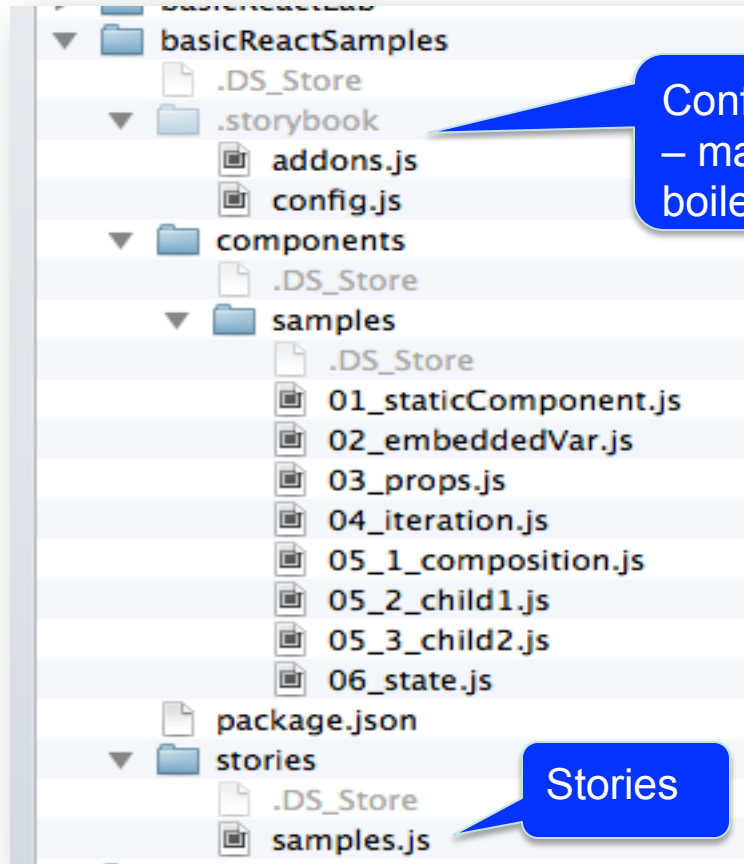 basicReactLab
basicReactSamples
.DS_Store
.storybook
addons.js
config.js
components
.DS_Store
samples
.DS_Store
01_staticComponent.js
02_embeddedVar.js
03_props.js
04_iteration.js
05_1_composition.js
05_2_child1.js
05_3_child2.js
06_state.js
package.json
stories
.DS_Store
samples.js
Stories